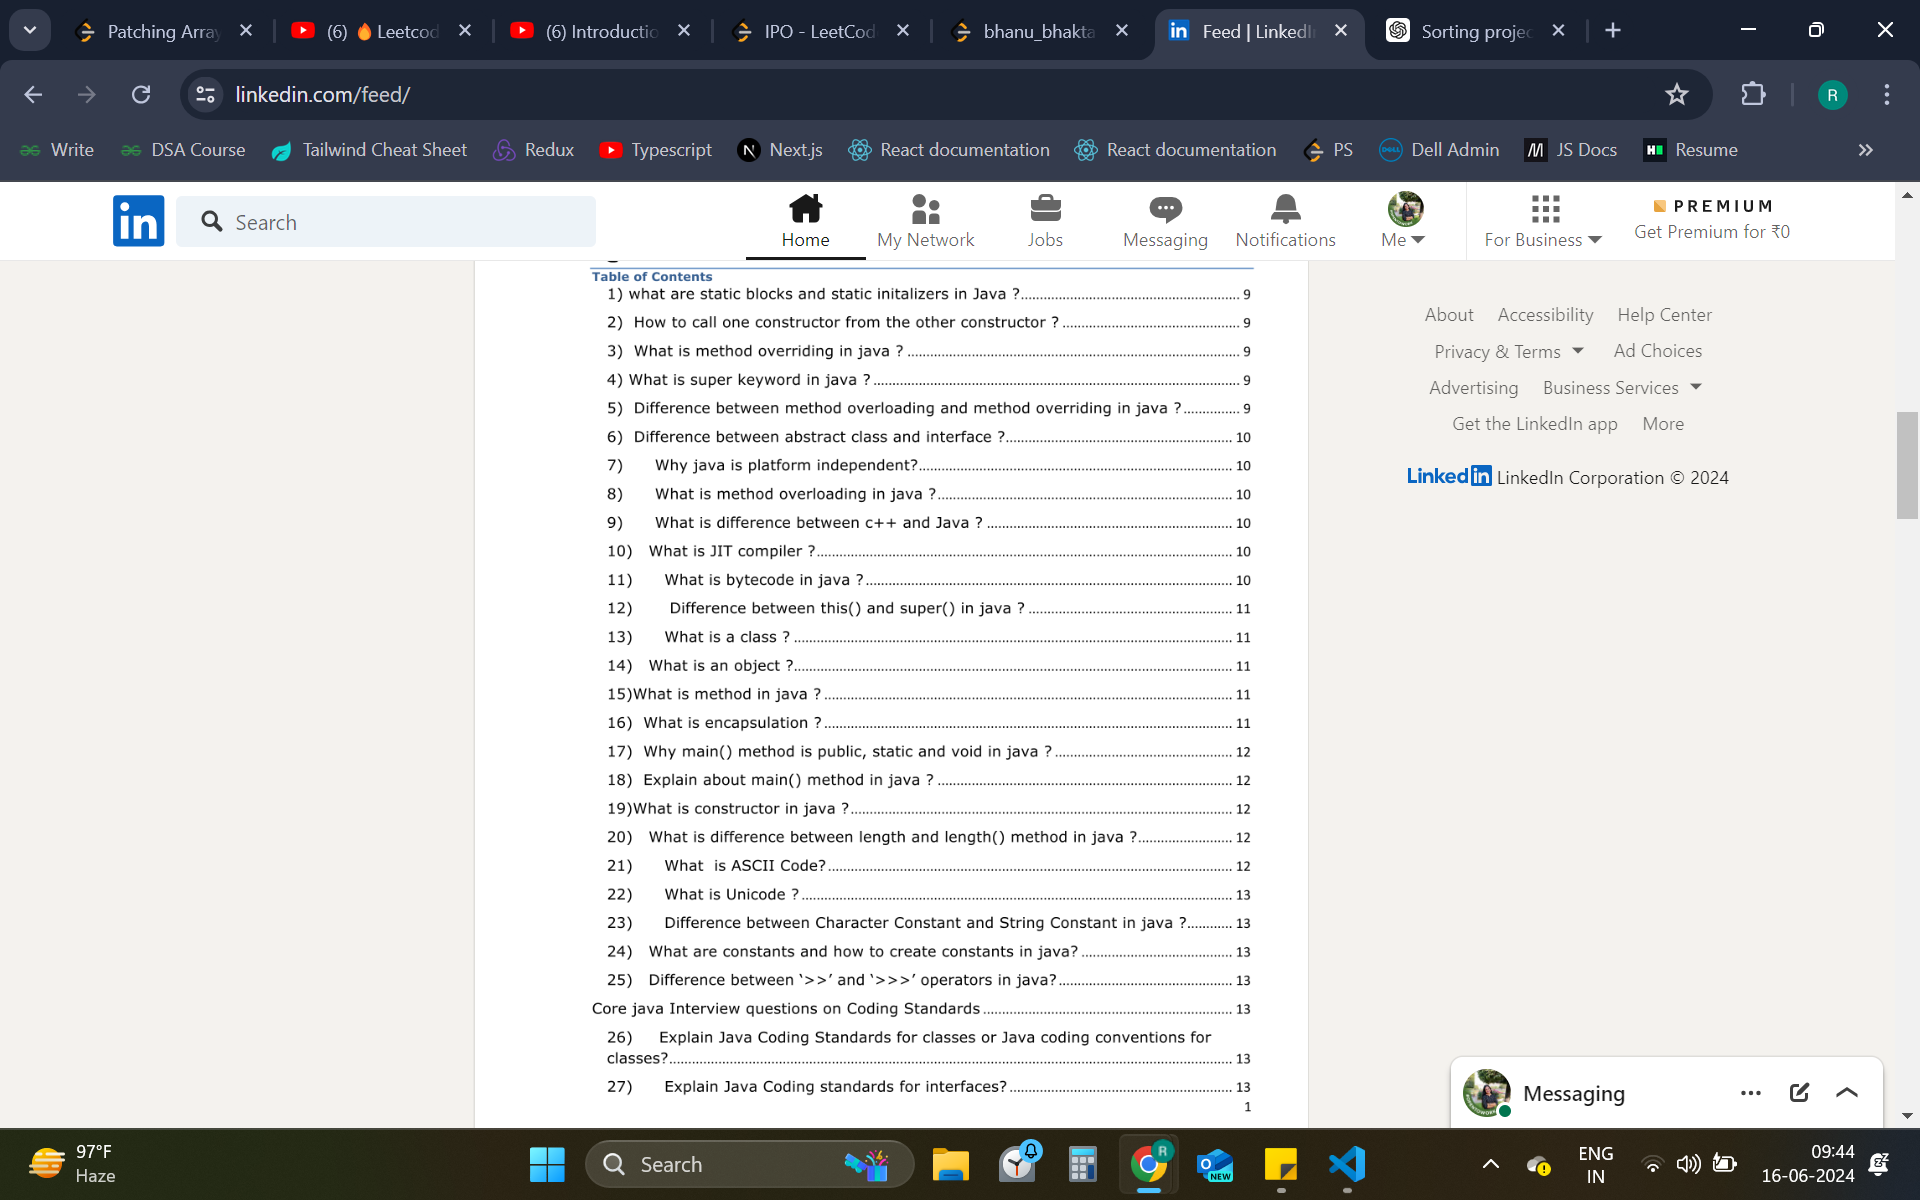 Patching Array
(6) 🔥 Leetcod
(6) Introductio
IPO - LeetCod
bhanu_bhakta
Feed | LinkedIn
Sorting projec
linkedin.com/feed/
R
Write
DSA Course
Tailwind Cheat Sheet
Redux
Typescript
Next.js
React documentation
React documentation
PS
Dell Admin
JS Docs
Resume
in
Search
Home
My Network
Jobs
Messaging
Notifications
Me
For Business
PREMIUM
Get Premium for ₹0
Table of Contents
1) what are static blocks and static initalizers in Java ? 9
2) How to call one constructor from the other constructor ? 9
3) What is method overriding in java ? 9
4) What is super keyword in java ? 9
5) Difference between method overloading and method overriding in java ? 9
6) Difference between abstract class and interface ? 10
7) Why java is platform independent? 10
8) What is method overloading in java ? 10
9) What is difference between c++ and Java ? 10
10) What is JIT compiler ? 10
11) What is bytecode in java ? 10
12) Difference between this() and super() in java ? 11
13) What is a class ? 11
14) What is an object ? 11
15)What is method in java ? 11
16) What is encapsulation ? 11
17) Why main() method is public, static and void in java ? 12
18) Explain about main() method in java ? 12
19)What is constructor in java ? 12
20) What is difference between length and length() method in java ? 12
21) What is ASCII Code? 12
22) What is Unicode ? 13
23) Difference between Character Constant and String Constant in java ? 13
24) What are constants and how to create constants in java? 13
25) Difference between ‘>>’ and ‘>>>’ operators in java? 13
Core java Interview questions on Coding Standards 13
26) Explain Java Coding Standards for classes or Java coding conventions for
classes? 13
27) Explain Java Coding standards for interfaces? 13
1
About Accessibility Help Center
Privacy & Terms Ad Choices
Advertising Business Services
Get the LinkedIn app More
LinkedIn LinkedIn Corporation © 2024
Messaging
97°F
Haze
Search
R
NEW
ENG
IN
09:44
16-06-2024